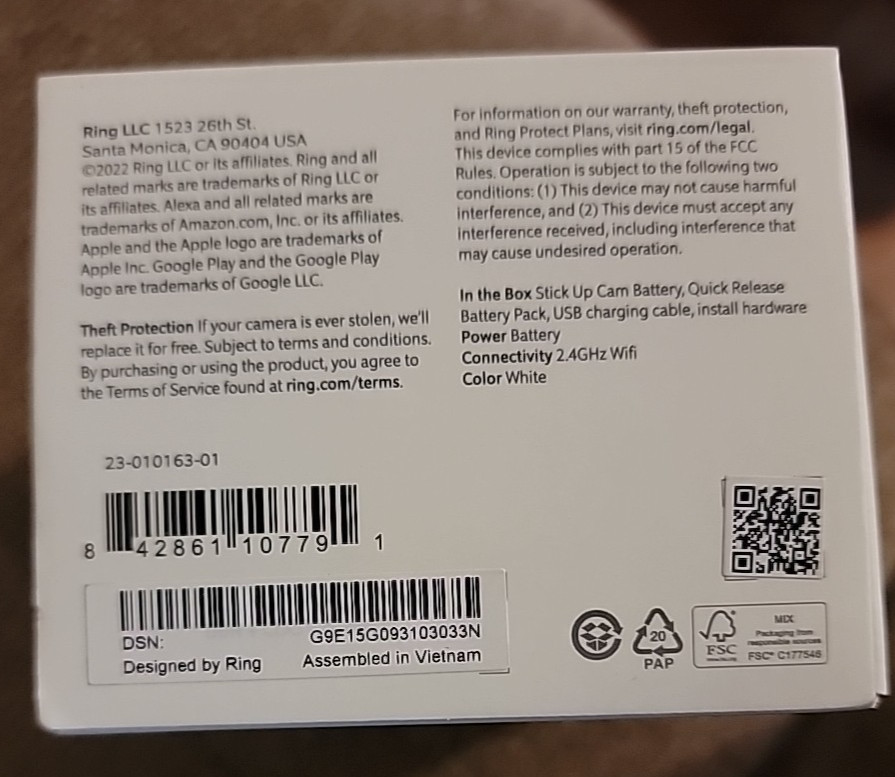 Ring LLC 1523 26th St.
Santa Monica, CA 90404 USA
©2022 Ring LLC or its affiliates. Ring and all
related marks are trademarks of Ring LLC or
its affiliates. Alexa and all related marks are
trademarks of Amazon.com, Inc. or its affiliates.
Apple and the Apple logo are trademarks of
Apple Inc. Google Play and the Google Play
logo are trademarks of Google LLC.
Theft Protection If your camera is ever stolen, we'll
replace it for free. Subject to terms and conditions.
By purchasing or using the product, you agree to
the Terms of Service found at ring.com/terms.
For information on our warranty, theft protection,
and Ring Protect Plans, visit ring.com/legal.
This device complies with part 15 of the FCC
Rules. Operation is subject to the following two
conditions: (1) This device may not cause harmful
interference, and (2) This device must accept any
interference received, including interference that
may cause undesired operation.
In the Box Stick Up Cam Battery, Quick Release
Battery Pack, USB charging cable, install hardware
Power Battery
Connectivity 2.4GHz Wifi
Color White
23-010163-01
8 42861 10779 1
DSN: G9E15G093103033N
Designed by Ring Assembled in Vietnam
20
PAP
FSC
MIX
Packaging from
responsible sources
FSC® C177546